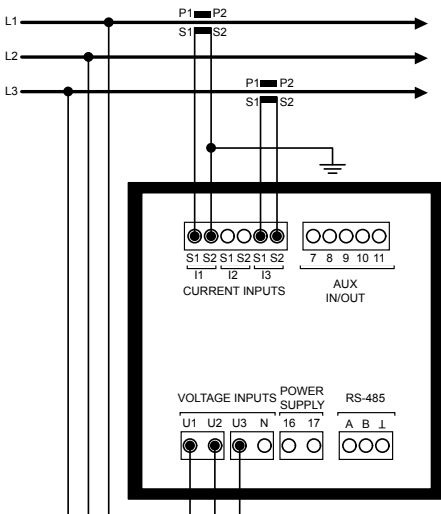 L1 P1 P2
S1 S2
L2
P1 P2
L3
S1 S2
S1 S2 S1 S2 S1 S2 7 8 9 10 11
I1 I2 I3
CURRENT INPUTS
AUX
IN/OUT
VOLTAGE INPUTS POWER SUPPLY RS-485
U1 U2 U3 N 16 17 A B ⊥